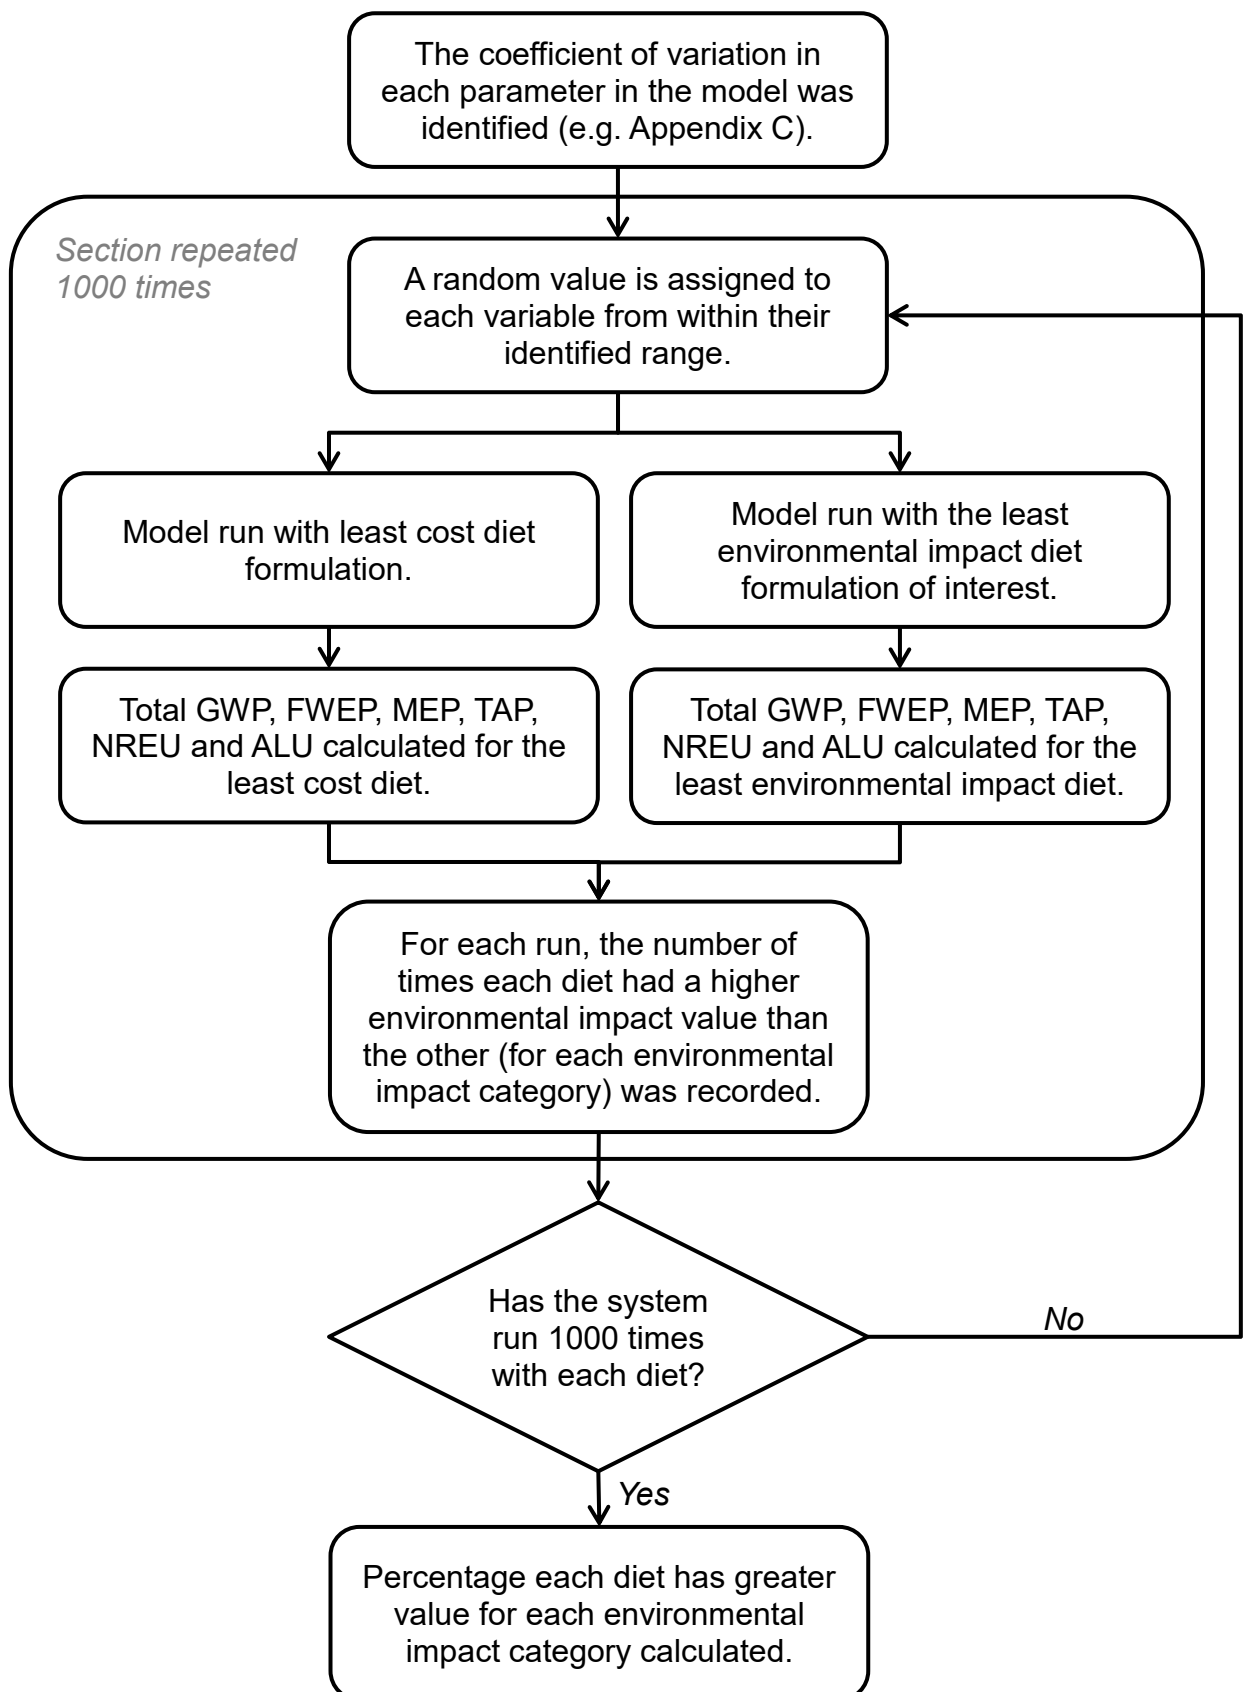 The coefficient of variation in
each parameter in the model was
identified (e.g. Appendix C).
Section repeated
1000 times
A random value is assigned to
each variable from within their
identified range.
Model run with least cost diet
formulation.
Model run with the least
environmental impact diet
formulation of interest.
Total GWP, FWEP, MEP, TAP,
NREU and ALU calculated for the
least cost diet.
Total GWP, FWEP, MEP, TAP,
NREU and ALU calculated for the
least environmental impact diet.
For each run, the number of
times each diet had a higher
environmental impact value than
the other (for each environmental
impact category) was recorded.
Has the system
run 1000 times
with each diet?
No
Yes
Percentage each diet has greater
value for each environmental
impact category calculated.